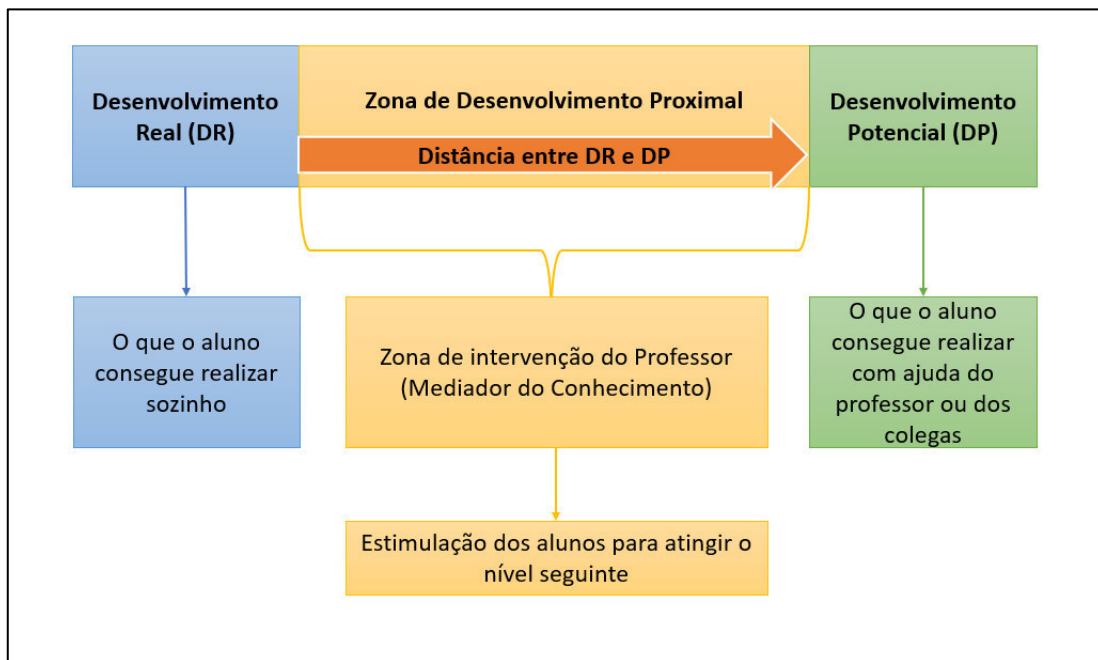 Desenvolvimento
Real (DR)
Zona de Desenvolvimento Proximal
Distância entre DR e DP
Desenvolvimento
Potencial (DP)
O que o aluno
consegue realizar
sozinho
Zona de intervenção do Professor
(Mediador do Conhecimento)
O que o aluno
consegue realizar
com ajuda do
professor ou dos
colegas
Estimulação dos alunos para atingir o
nível seguinte